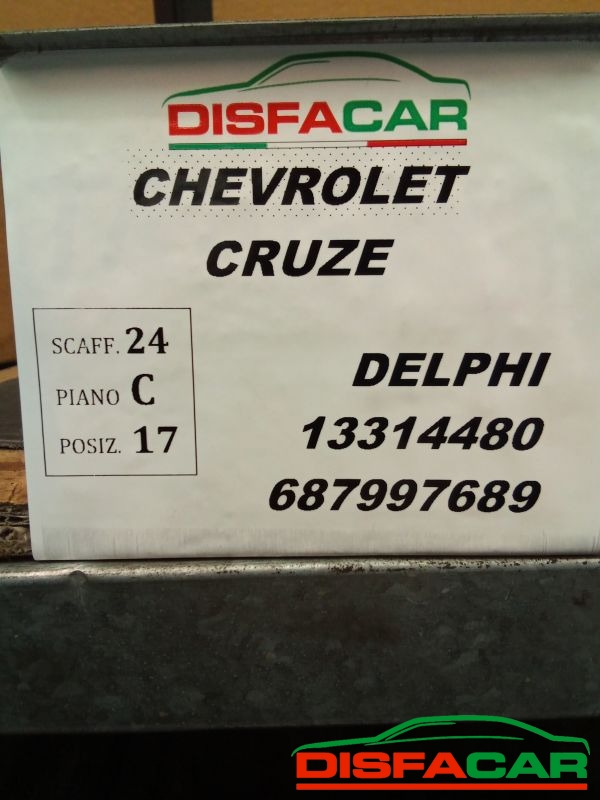 DISFACAR
CHEVROLET
CRUZE
SCAFF. 24
PIANO C
POSIZ. 17
DELPHI
13314480
687997689
DISFACAR